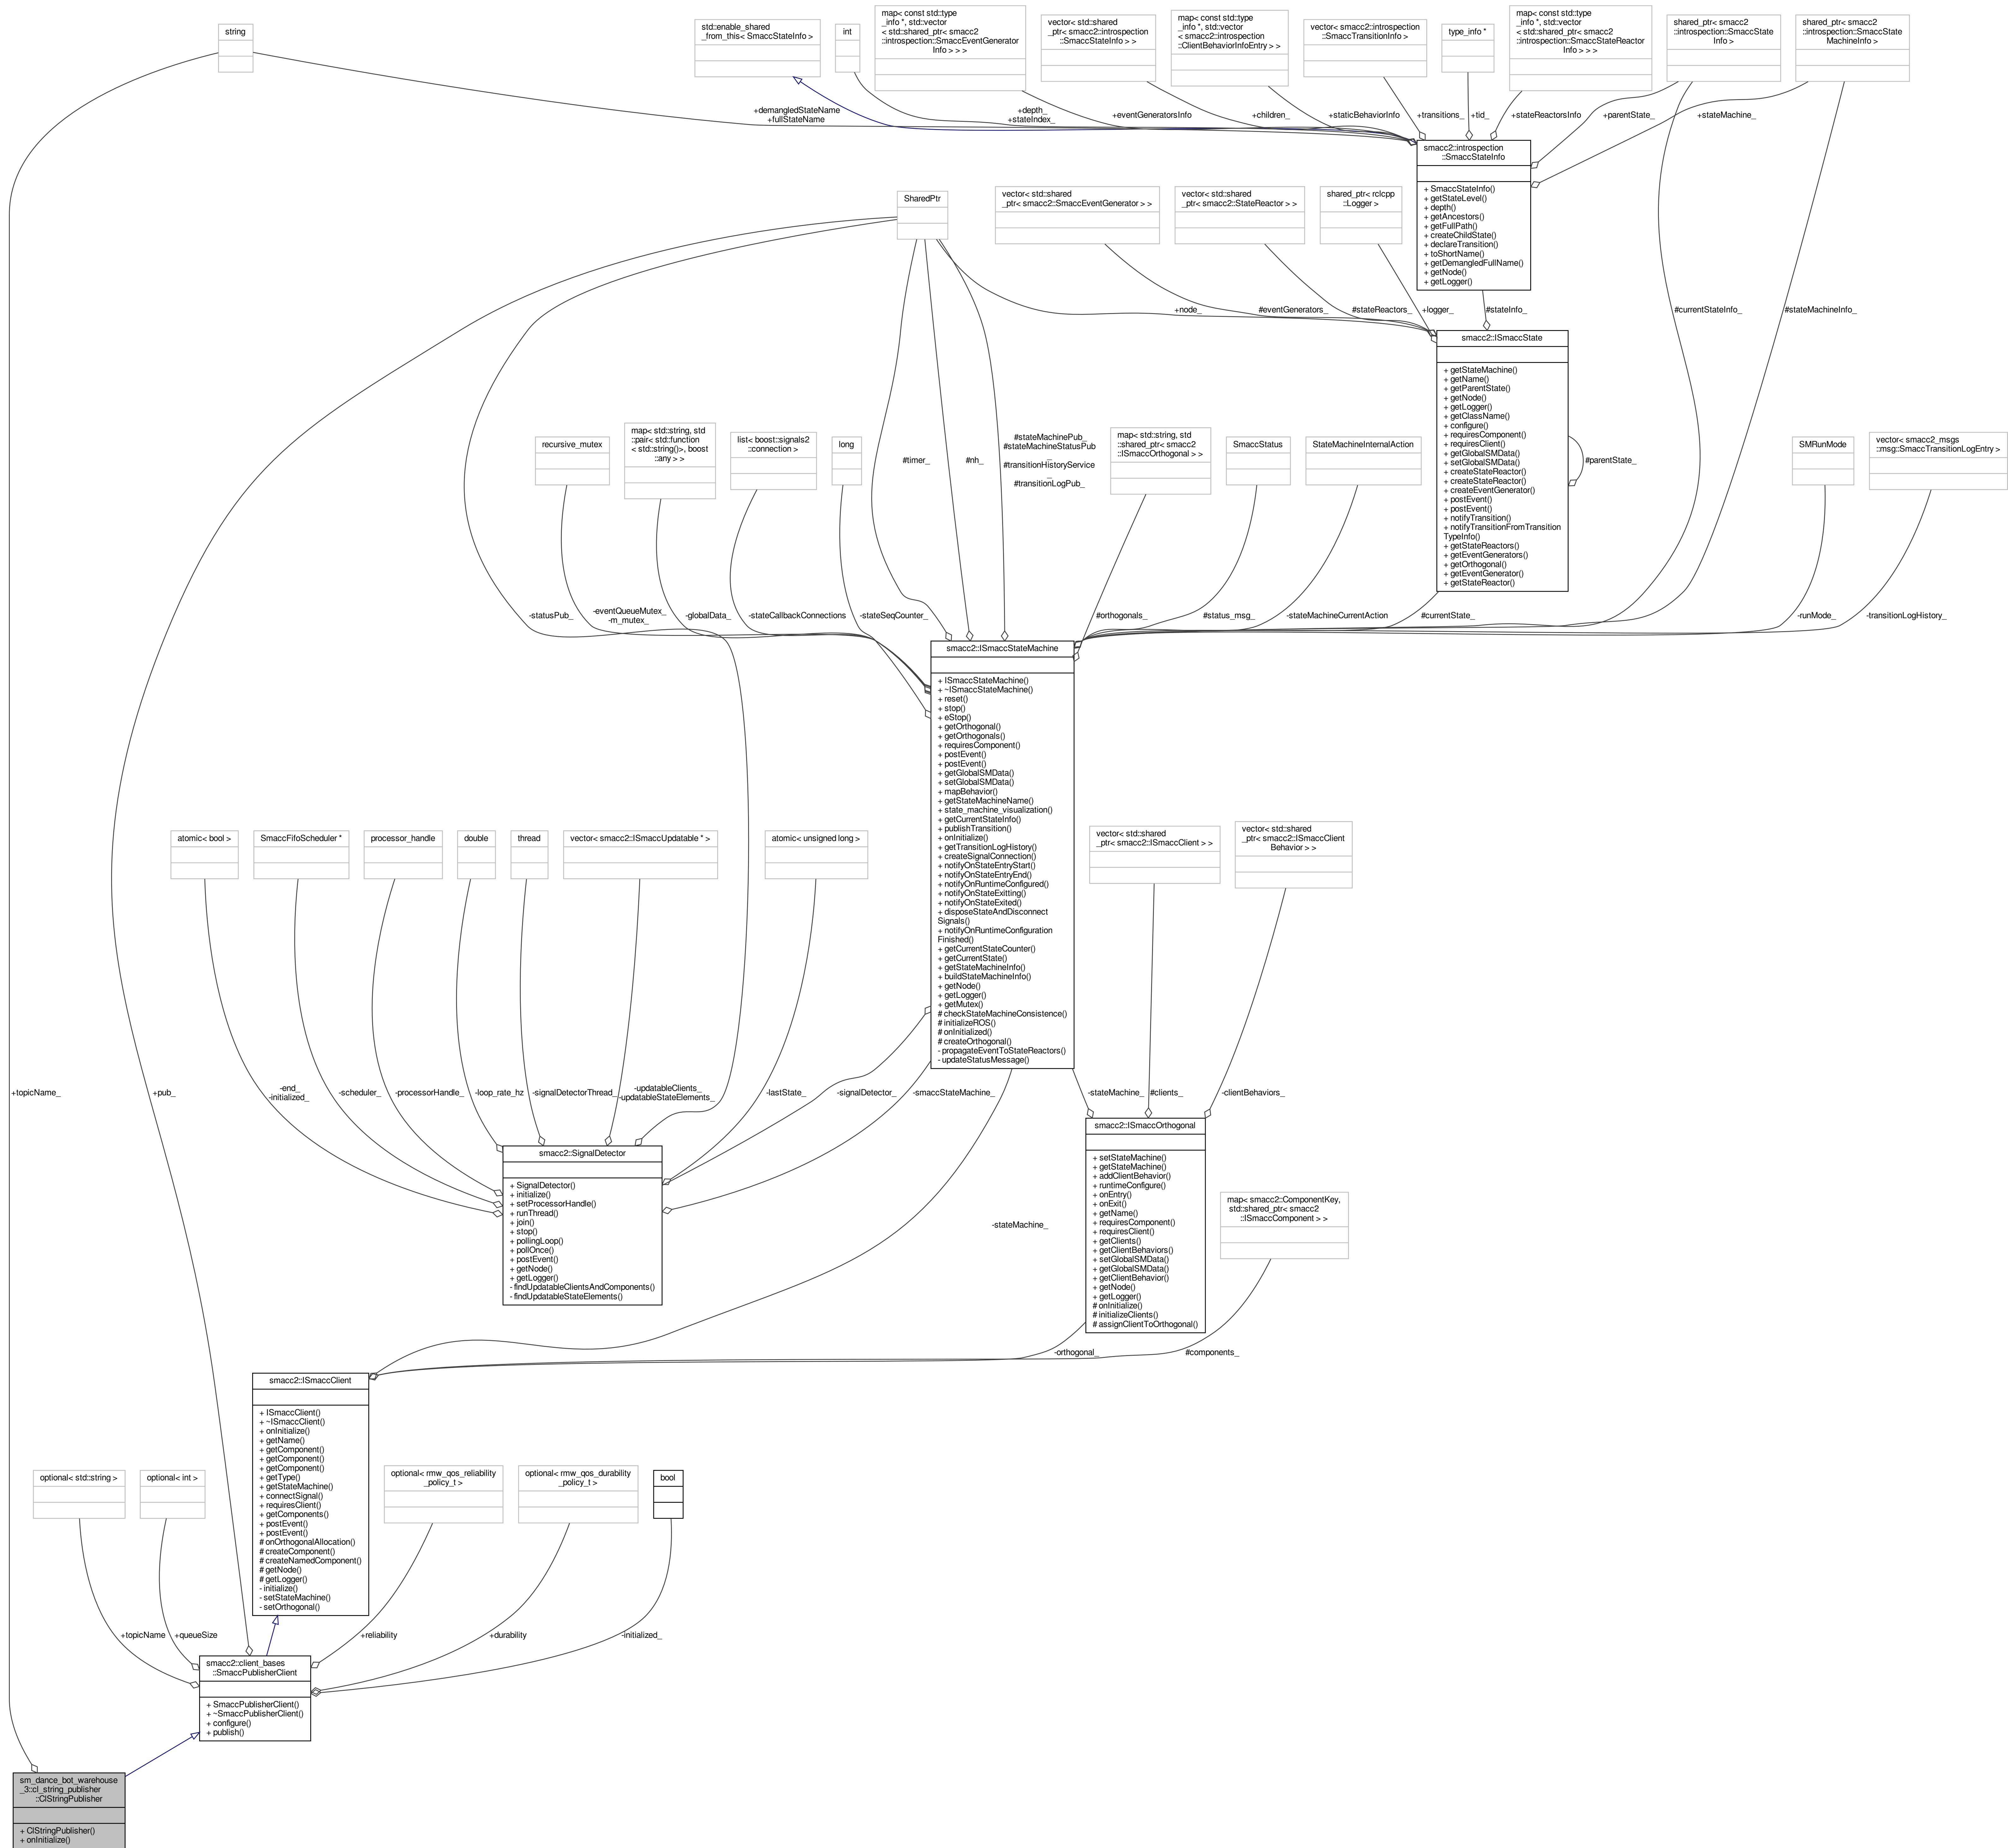 string
std::enable_shared
_from_this< SmaccStateInfo >
int
map< const std::type
_info *, std::vector
< std::shared_ptr< smacc2
::introspection::SmaccEventGenerator
Info > > >
vector< std::shared
_ptr< smacc2::introspection
::SmaccStateInfo > >
map< const std::type
_info *, std::vector
< smacc2::introspection
::ClientBehaviorInfoEntry > >
vector< smacc2::introspection
::SmaccTransitionInfo >
type_info *
map< const std::type
_info *, std::vector
< std::shared_ptr< smacc2
::introspection::SmaccStateReactor
Info > > >
shared_ptr< smacc2
::introspection::SmaccState
Info >
shared_ptr< smacc2
::introspection::SmaccState
MachineInfo >
+demangledStateName
+fullStateName
+depth_
+stateIndex_
+eventGeneratorsInfo
+children_
+staticBehaviorInfo
+transitions_
+tid_
+stateReactorsInfo
+parentState_
+stateMachine_
smacc2::introspection
::SmaccStateInfo
+ SmaccStateInfo()
+ getStateLevel()
+ depth()
+ getAncestors()
+ getFullPath()
+ createChildState()
+ declareTransition()
+ toShortName()
+ getDemangledFullName()
+ getNode()
+ getLogger()
SharedPtr
vector< std::shared
_ptr< smacc2::SmaccEventGenerator > >
vector< std::shared
_ptr< smacc2::StateReactor > >
shared_ptr< rclcpp
::Logger >
+node_
#eventGenerators_
#stateReactors_
+logger_
#stateInfo_
#currentStateInfo_
#stateMachineInfo_
smacc2::ISmaccState
+ getStateMachine()
+ getName()
+ getParentState()
+ getNode()
+ getLogger()
+ getClassName()
+ configure()
+ requiresComponent()
+ requiresClient()
+ getGlobalSMData()
+ setGlobalSMData()
+ createStateReactor()
+ createStateReactor()
+ createEventGenerator()
+ postEvent()
+ postEvent()
+ notifyTransition()
+ notifyTransitionFromTransition
TypeInfo()
+ getStateReactors()
+ getEventGenerators()
+ getOrthogonal()
+ getEventGenerator()
+ getStateReactor()
#parentState_
recursive_mutex
map< std::string, std
::pair< std::function
< std::string()>, boost
::any > >
list< boost::signals2
::connection >
long
#timer_
#nh_
#stateMachinePub_
#stateMachineStatusPub
_
#transitionHistoryService
_
#transitionLogPub_
map< std::string, std
::shared_ptr< smacc2
::ISmaccOrthogonal > >
SmaccStatus
StateMachineInternalAction
SMRunMode
vector< smacc2_msgs
::msg::SmaccTransitionLogEntry >
-statusPub_
-eventQueueMutex_
-m_mutex_
-globalData_
-stateCallbackConnections
-stateSeqCounter_
#orthogonals_
#status_msg_
-stateMachineCurrentAction
#currentState_
-runMode_
-transitionLogHistory_
smacc2::ISmaccStateMachine
+ ISmaccStateMachine()
+ ~ISmaccStateMachine()
+ reset()
+ stop()
+ eStop()
+ getOrthogonal()
+ getOrthogonals()
+ requiresComponent()
+ postEvent()
+ postEvent()
+ getGlobalSMData()
+ setGlobalSMData()
+ mapBehavior()
+ getStateMachineName()
+ state_machine_visualization()
+ getCurrentStateInfo()
+ publishTransition()
+ onInitialize()
+ getTransitionLogHistory()
+ createSignalConnection()
+ notifyOnStateEntryStart()
+ notifyOnStateEntryEnd()
+ notifyOnRuntimeConfigured()
+ notifyOnStateExitting()
+ notifyOnStateExited()
+ disposeStateAndDisconnect
Signals()
+ notifyOnRuntimeConfiguration
Finished()
+ getCurrentStateCounter()
+ getCurrentState()
+ getStateMachineInfo()
+ buildStateMachineInfo()
+ getNode()
+ getLogger()
+ getMutex()
# checkStateMachineConsistence()
# initializeROS()
# onInitialized()
# createOrthogonal()
- propagateEventToStateReactors()
- updateStatusMessage()
atomic< bool >
SmaccFifoScheduler *
processor_handle
double
thread
vector< smacc2::ISmaccUpdatable * >
atomic< unsigned long >
vector< std::shared
_ptr< smacc2::ISmaccClient > >
vector< std::shared
_ptr< smacc2::ISmaccClient
Behavior > >
+topicName_
+pub_
-end_
-initialized_
-scheduler_
-processorHandle_
-loop_rate_hz
-signalDetectorThread_
-updatableClients_
-updatableStateElements_
-lastState_
-signalDetector_
-smaccStateMachine_
-stateMachine_
#clients_
-clientBehaviors_
smacc2::SignalDetector
+ SignalDetector()
+ initialize()
+ setProcessorHandle()
+ runThread()
+ join()
+ stop()
+ pollingLoop()
+ pollOnce()
+ postEvent()
+ getNode()
+ getLogger()
- findUpdatableClientsAndComponents()
- findUpdatableStateElements()
smacc2::ISmaccOrthogonal
+ setStateMachine()
+ getStateMachine()
+ addClientBehavior()
+ runtimeConfigure()
+ onEntry()
+ onExit()
+ getName()
+ requiresComponent()
+ requiresClient()
+ getClients()
+ getClientBehaviors()
+ setGlobalSMData()
+ getGlobalSMData()
+ getClientBehavior()
+ getNode()
+ getLogger()
# onInitialize()
# initializeClients()
# assignClientToOrthogonal()
map< smacc2::ComponentKey,
std::shared_ptr< smacc2
::ISmaccComponent > >
-stateMachine_
-orthogonal_
#components_
smacc2::ISmaccClient
+ ISmaccClient()
+ ~ISmaccClient()
+ onInitialize()
+ getName()
+ getComponent()
+ getComponent()
+ getComponent()
+ getType()
+ getStateMachine()
+ connectSignal()
+ requiresClient()
+ getComponents()
+ postEvent()
+ postEvent()
# onOrthogonalAllocation()
# createComponent()
# createNamedComponent()
# getNode()
# getLogger()
- initialize()
- setStateMachine()
- setOrthogonal()
optional< std::string >
optional< int >
optional< rmw_qos_reliability
_policy_t >
optional< rmw_qos_durability
_policy_t >
bool
+topicName
+queueSize
+reliability
+durability
-initialized_
smacc2::client_bases
::SmaccPublisherClient
+ SmaccPublisherClient()
+ ~SmaccPublisherClient()
+ configure()
+ publish()
sm_dance_bot_warehouse
_3::cl_string_publisher
::ClStringPublisher
+ ClStringPublisher()
+ onInitialize()